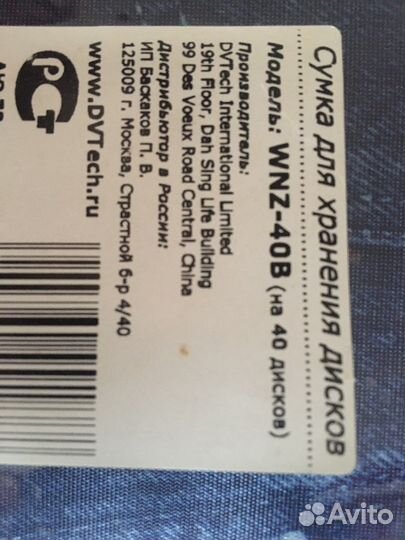 Сумка для хранения дисков
Модель: WNZ-40B (на 40 дисков)
Производитель:
DVTech International Limited
19th Floor, Dah Sing Life Building
99 Des Voeux Road Central, China
Дистрибьютор в России:
ИП Баскаков П. В.
125009 г. Москва, Страстной б-р 4/40
www.DVTech.ru
РСТ
Avito